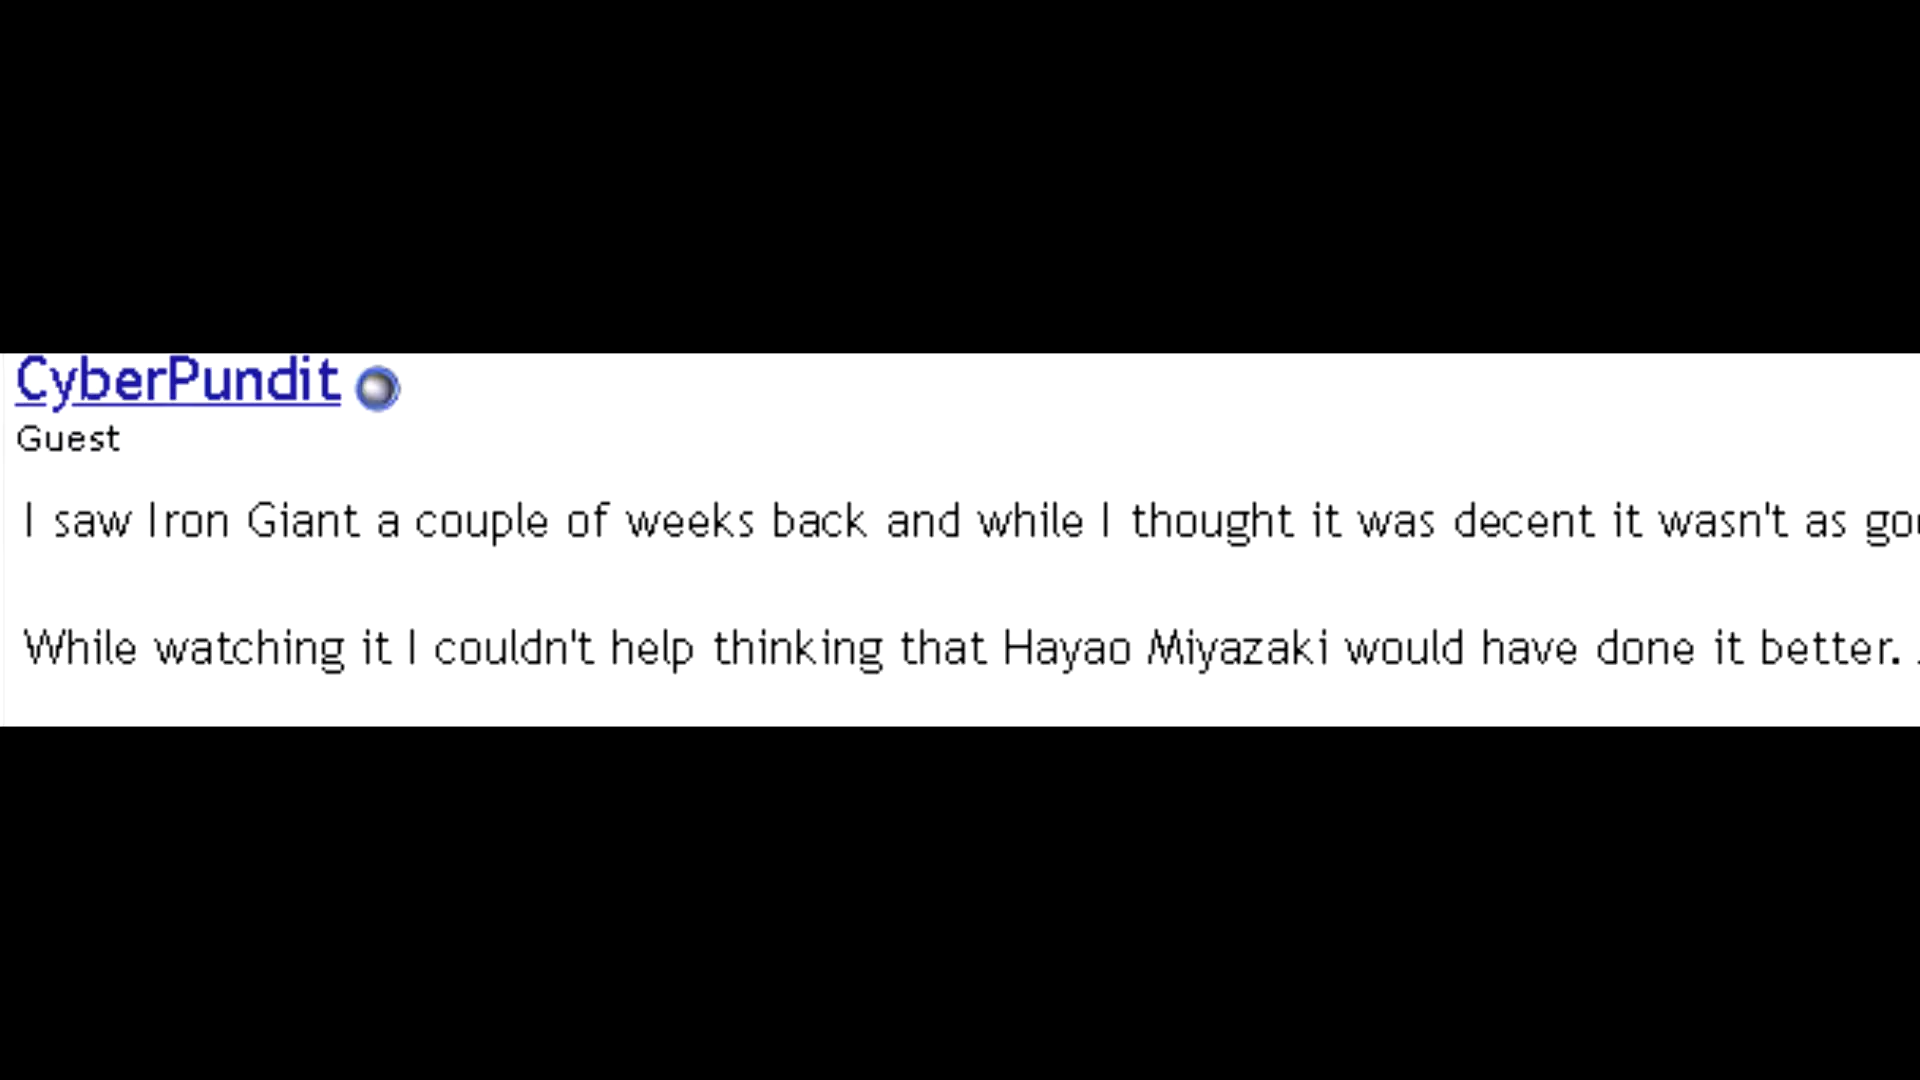 CyberPundit
Guest
I saw Iron Giant a couple of weeks back and while I thought it was decent it wasn't as
While watching it I couldn't help thinking that Hayao Miyazaki would have done it better.